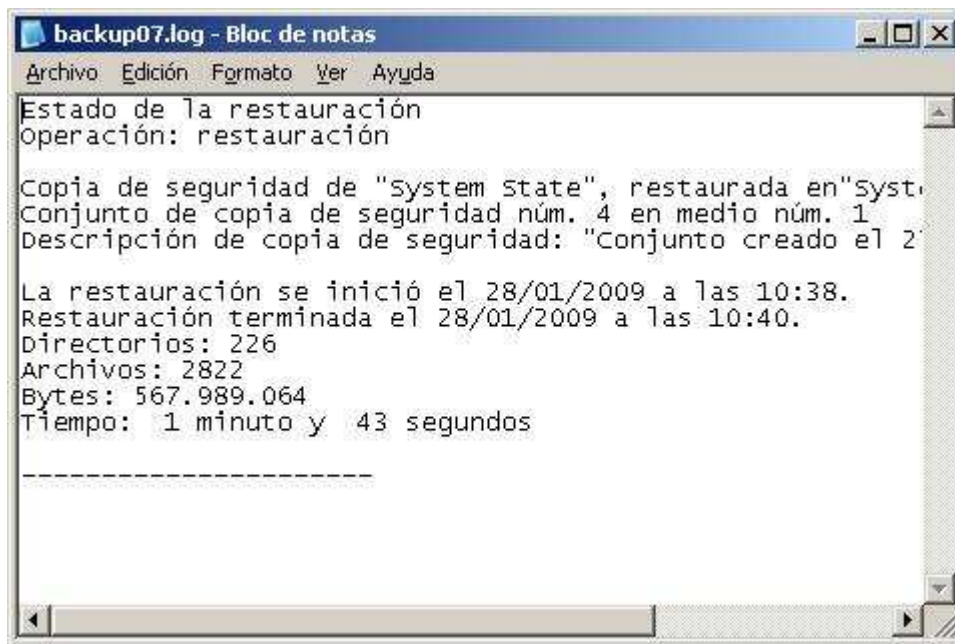 backup07.log - Bloc de notas
Archivo Edición Formato Ver Ayuda
Estado de la restauración
Operación: restauración
Copia de seguridad de "System State", restaurada en"Syst
Conjunto de copia de seguridad núm. 4 en medio núm. 1
Descripción de copia de seguridad: "Conjunto creado el 2
La restauración se inició el 28/01/2009 a las 10:38.
Restauración terminada el 28/01/2009 a las 10:40.
Directorios: 226
Archivos: 2822
Bytes: 567.989.064
Tiempo:  1 minuto y  43 segundos
----------------------